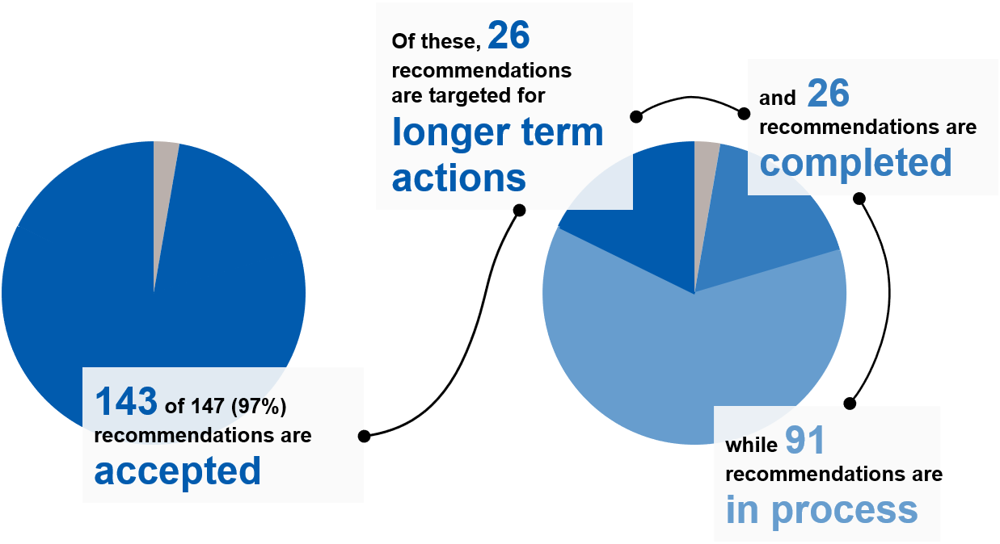 143 of 147 (97%)
recommendations are
accepted
Of these, 26
recommendations
are targeted for
longer term
actions
and 26
recommendations are
completed
while 91
recommendations are
in process